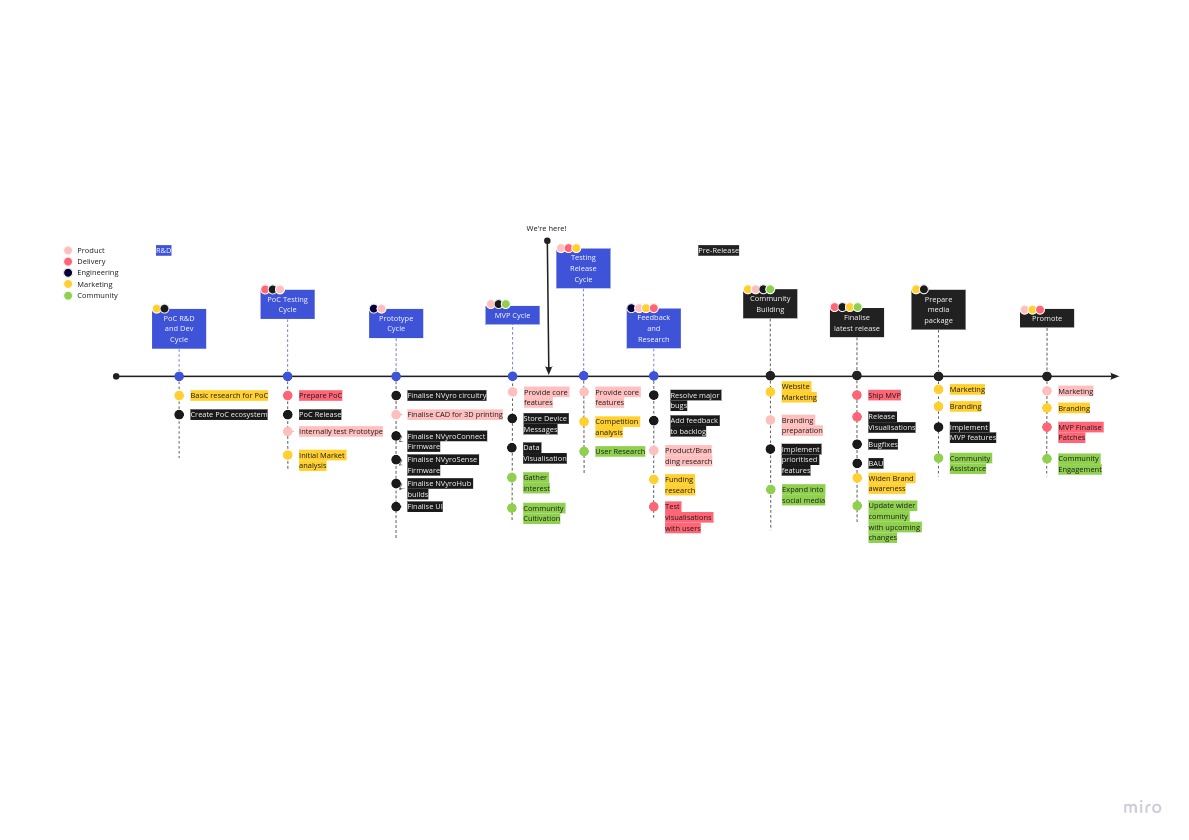 We're here!
Product
Delivery
Engineering
Marketing
Community
R&D
Pre-Release
PoC R&D
and Dev
Cycle
PoC Testing
Cycle
Prototype
Cycle
MVP Cycle
Testing
Release
Cycle
Feedback
and
Research
Community
Building
Finalise
latest release
Prepare
media
package
Promote
Basic research for PoC
Create PoC ecosystem
Prepare PoC
PoC Release
Internally test Prototype
Initial Market
analysis
Finalise NVyro circuitry
Finalise CAD for 3D printing
Finalise NVyroConnect
Firmware
Finalise NVyroSense
Firmware
Finalise NVyroHub
builds
Finalise UI
Provide core
features
Store Device
Messages
Data
Visualisation
Gather
interest
Community
Cultivation
Provide core
features
Competition
analysis
User Research
Resolve major
bugs
Add feedback
to backlog
Product/Bran
ding research
Funding
research
Test
visualisations
with users
Website
Marketing
Branding
preparation
Implement
prioritised
features
Expand into
social media
Ship MVP
Release
Visualisations
Bugfixes
BAU
Widen Brand
awareness
Update wider
community
with upcoming
changes
Marketing
Branding
Implement
MVP features
Community
Assistance
Marketing
Branding
MVP Finalise
Patches
Community
Engagement
miro